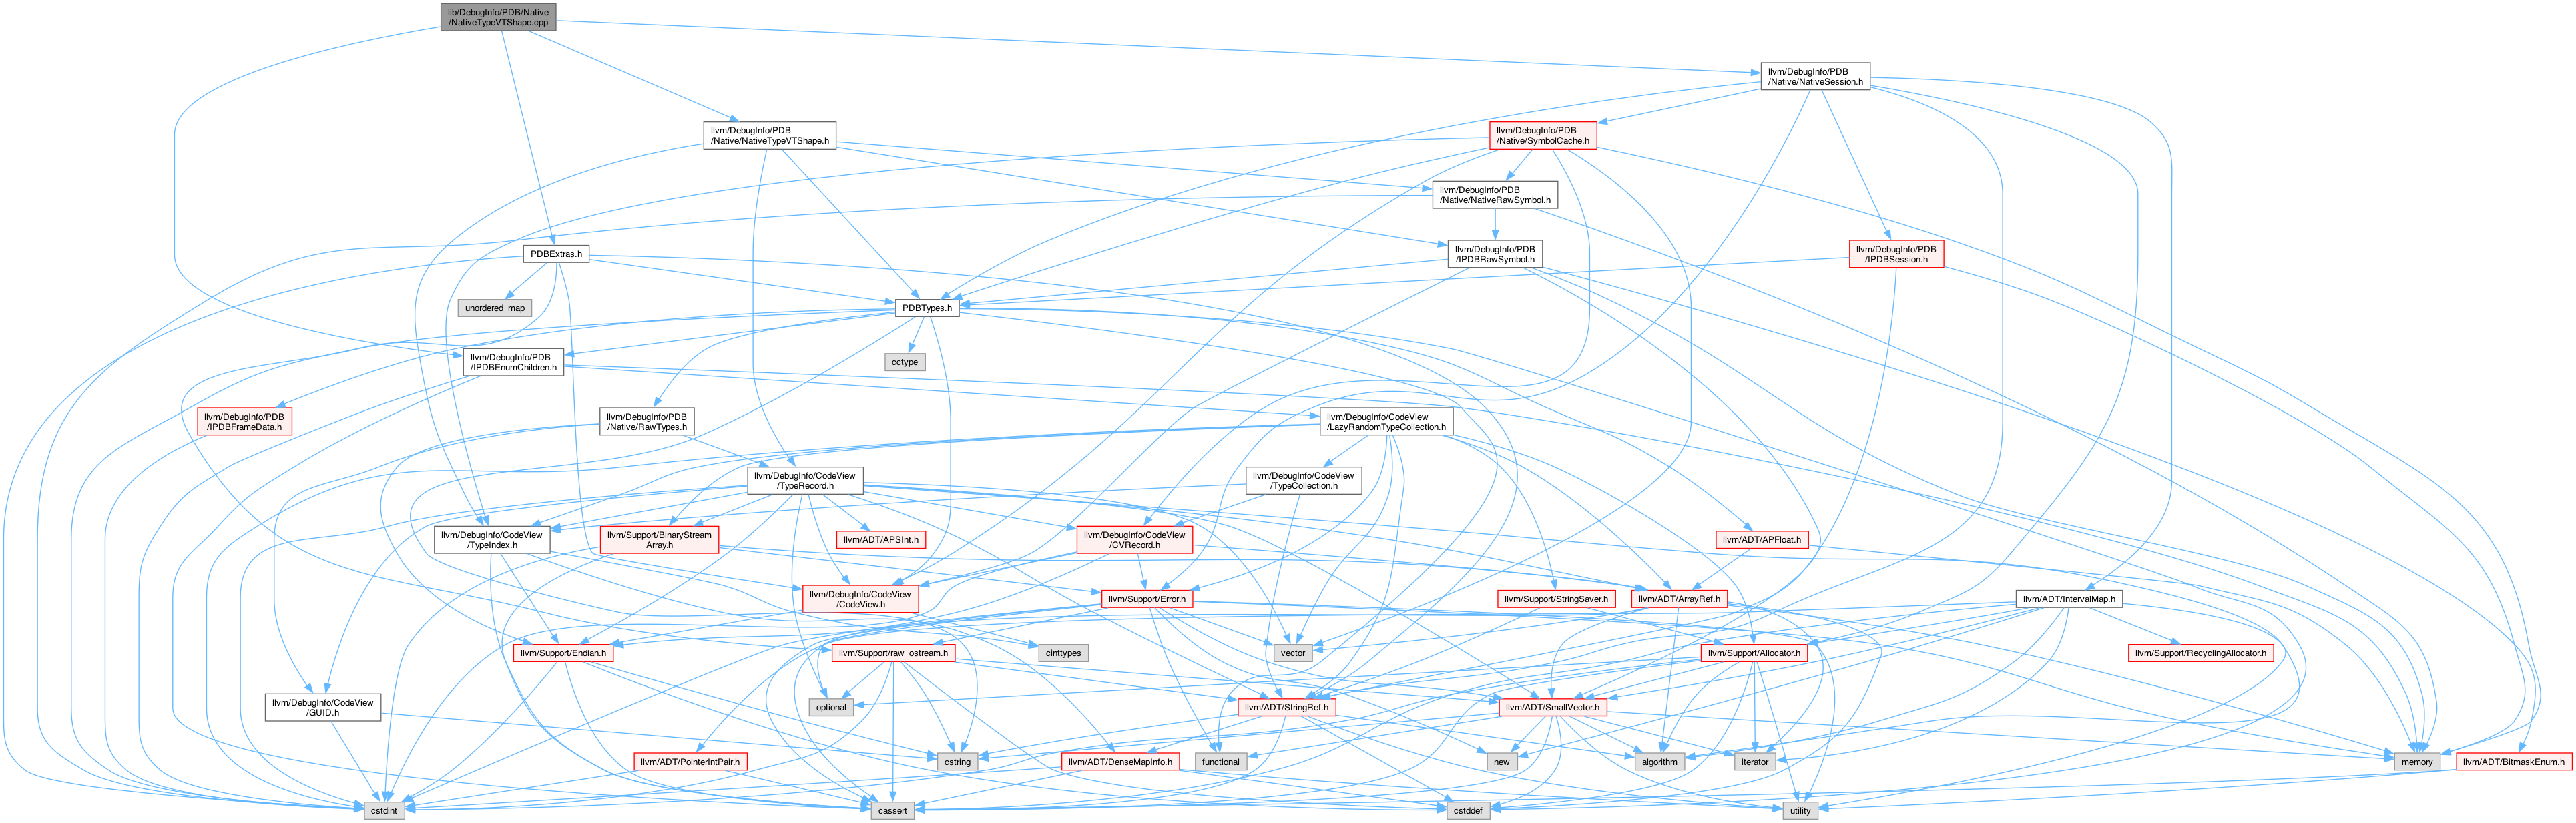 lib/DebugInfo/PDB/Native
/NativeTypeVTShape.cpp
llvm/DebugInfo/PDB
/Native/NativeSession.h
llvm/DebugInfo/PDB
/Native/NativeTypeVTShape.h
llvm/DebugInfo/PDB
/Native/SymbolCache.h
llvm/DebugInfo/PDB
/Native/NativeRawSymbol.h
PDBExtras.h
llvm/DebugInfo/PDB
/IPDBRawSymbol.h
llvm/DebugInfo/PDB
/IPDBSession.h
unordered_map
PDBTypes.h
llvm/DebugInfo/PDB
/IPDBEnumChildren.h
cctype
llvm/DebugInfo/PDB
/IPDBFrameData.h
llvm/DebugInfo/PDB
/Native/RawTypes.h
llvm/DebugInfo/CodeView
/LazyRandomTypeCollection.h
llvm/DebugInfo/CodeView
/TypeRecord.h
llvm/DebugInfo/CodeView
/TypeCollection.h
llvm/DebugInfo/CodeView
/TypeIndex.h
llvm/Support/BinaryStream
Array.h
llvm/ADT/APSInt.h
llvm/DebugInfo/CodeView
/CVRecord.h
llvm/ADT/APFloat.h
llvm/DebugInfo/CodeView
/CodeView.h
llvm/Support/Error.h
llvm/Support/StringSaver.h
llvm/ADT/ArrayRef.h
llvm/ADT/IntervalMap.h
llvm/Support/Endian.h
llvm/Support/raw_ostream.h
cinttypes
vector
llvm/Support/Allocator.h
llvm/Support/RecyclingAllocator.h
llvm/DebugInfo/CodeView
/GUID.h
optional
llvm/ADT/StringRef.h
llvm/ADT/SmallVector.h
llvm/ADT/PointerIntPair.h
cstring
llvm/ADT/DenseMapInfo.h
functional
new
algorithm
iterator
memory
llvm/ADT/BitmaskEnum.h
cstdint
cassert
cstddef
utility